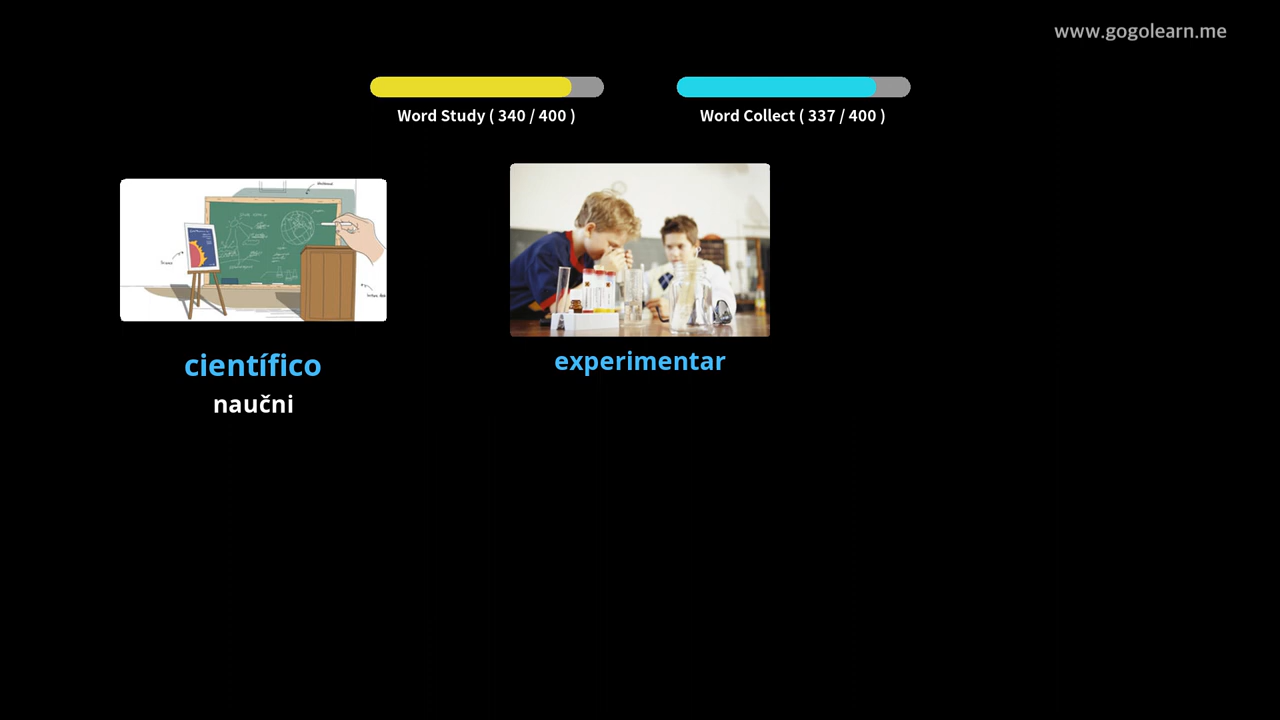 www.gogolearn.me
Word Study ( 340 / 400 )
Word Collect ( 337 / 400 )
científico
naučni
experimentar